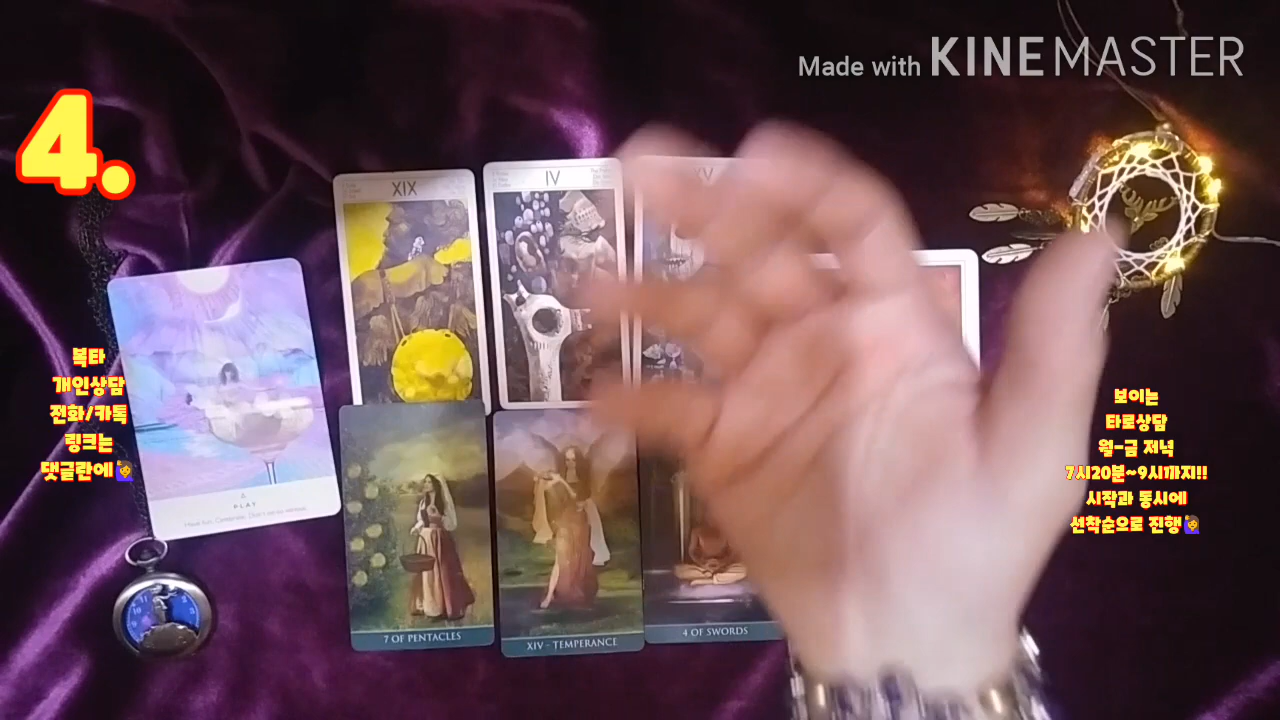 Made with KINEMASTER
4.
XIX
IV
XV
복타
개인상담
전화/카톡
링크는
댓글란에🙋‍♀️
보이는
타로상담
월-금 저녁
7시20분~9시까지!!
시작과 동시에
선착순으로 진행🙋‍♀️
PLAY
7 OF PENTACLES
XIV - TEMPERANCE
4 OF SWORDS